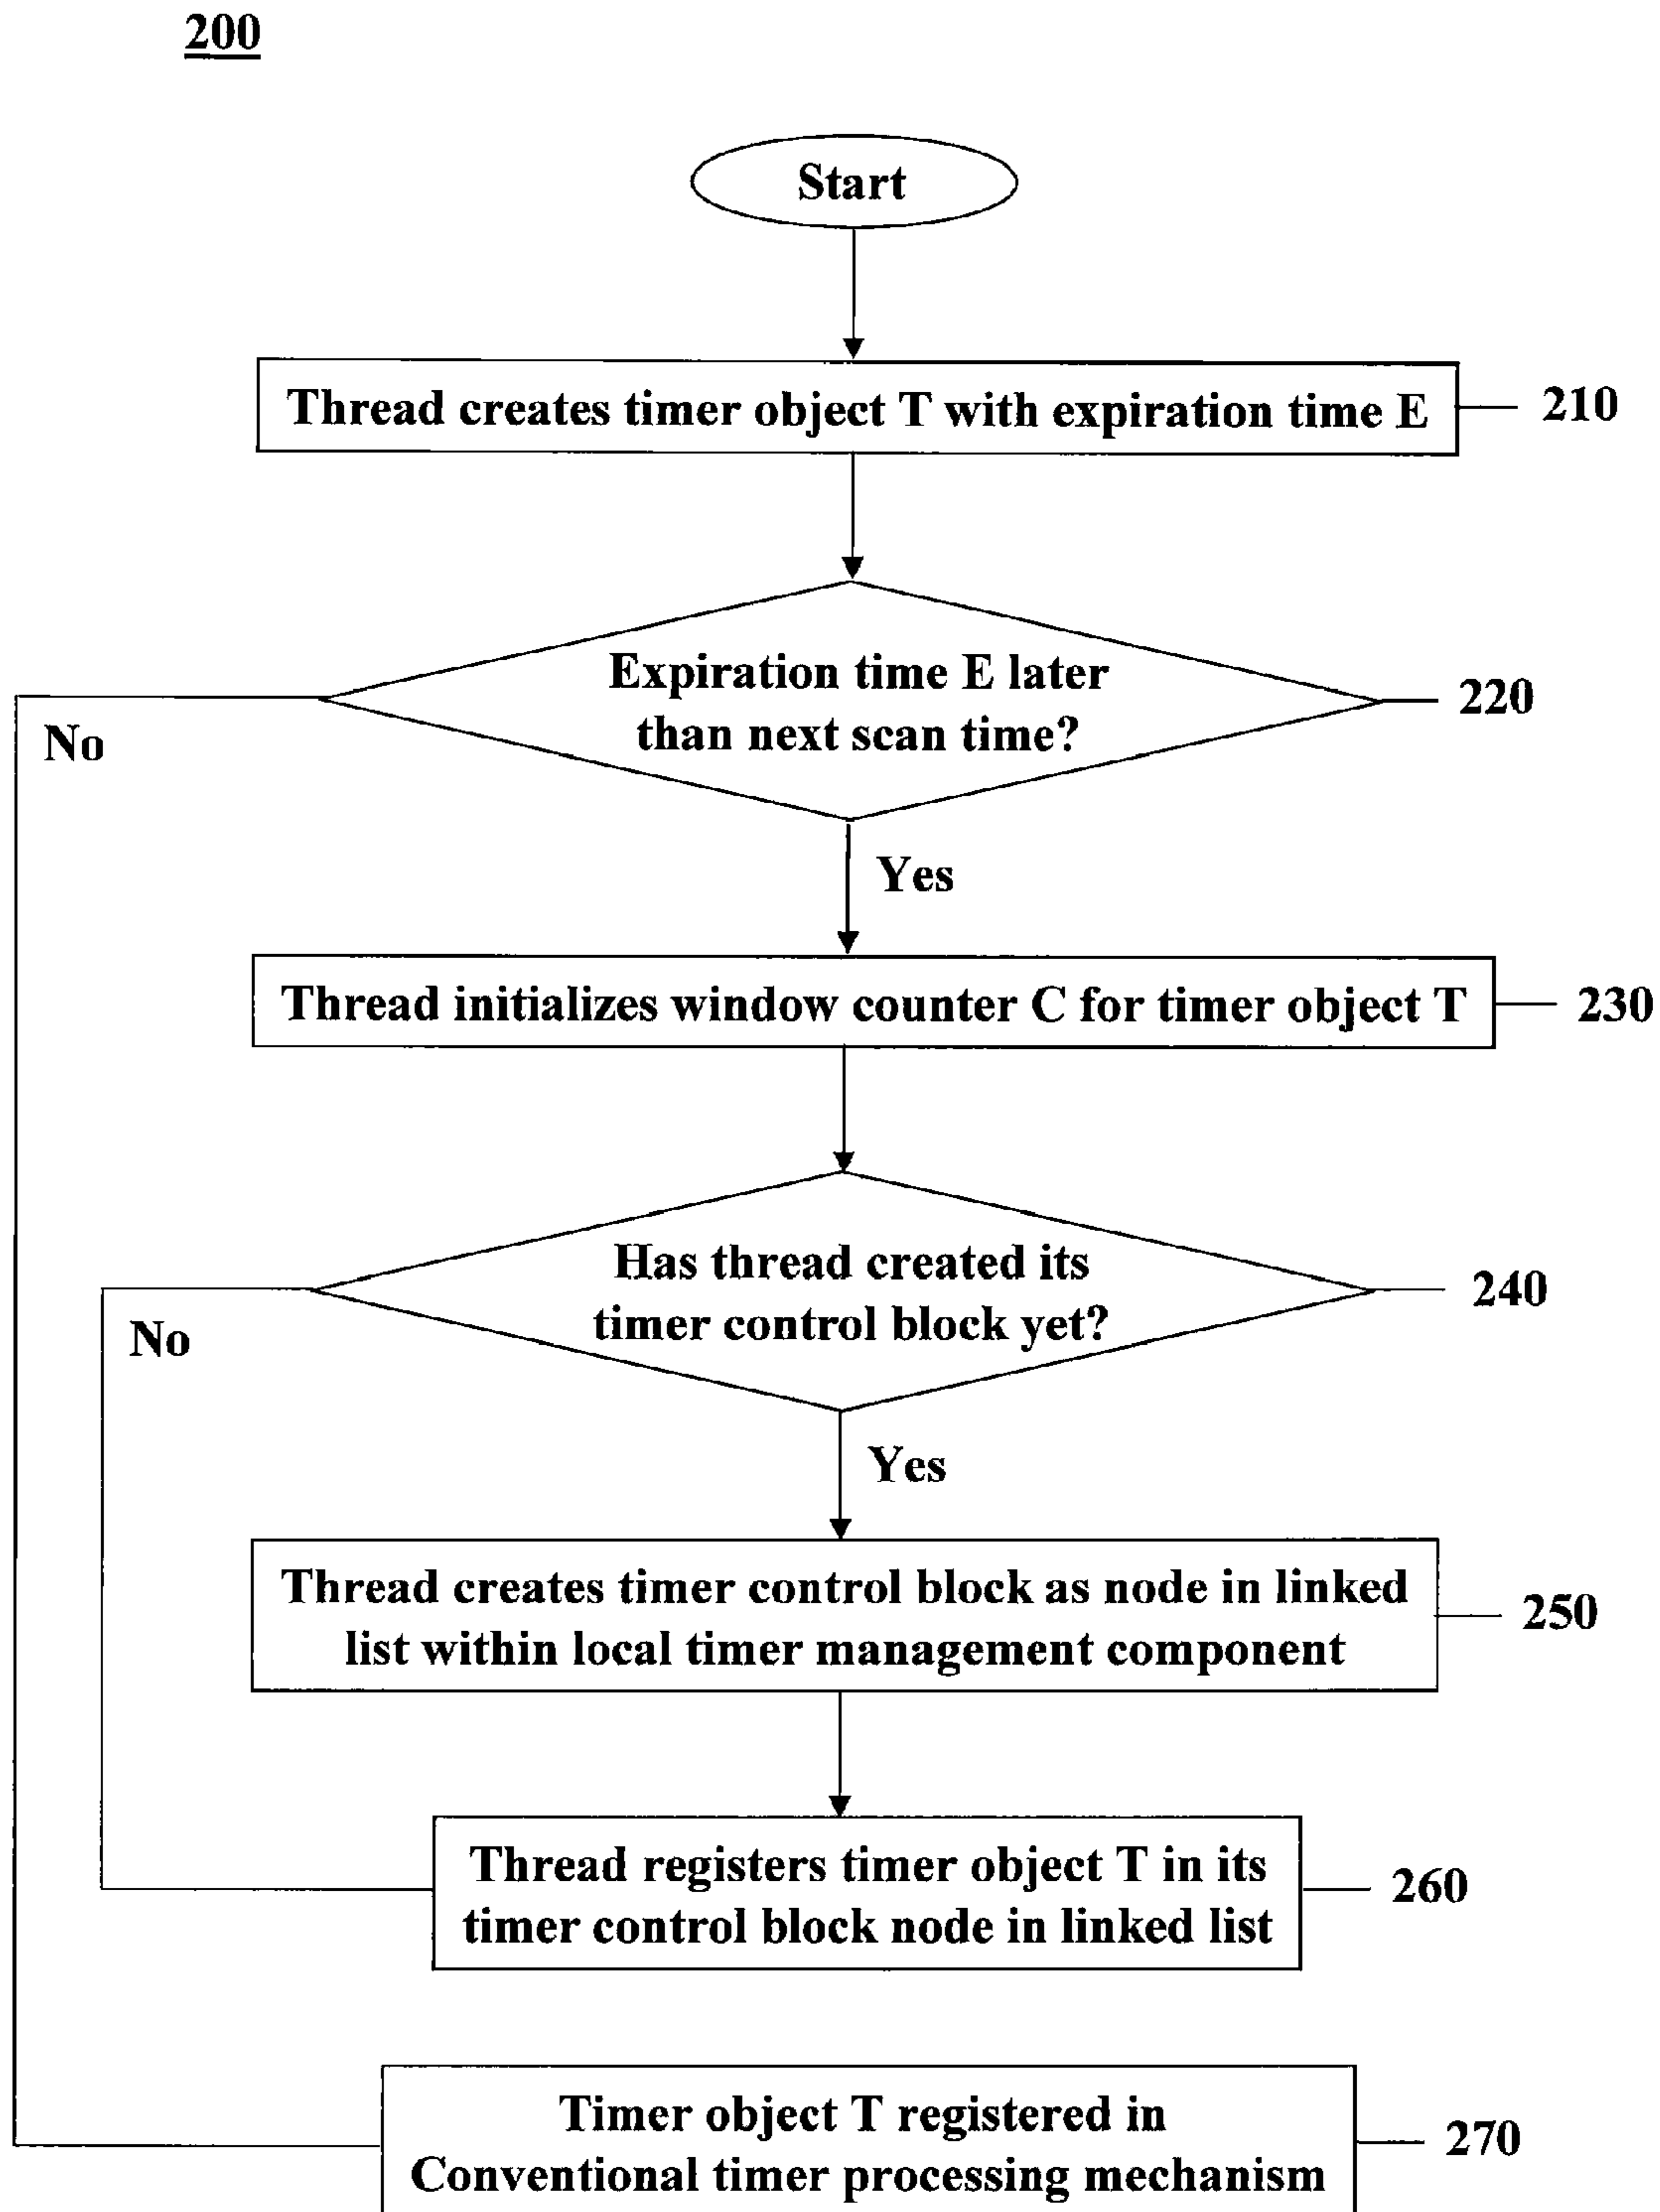 200
Start
Thread creates timer object T with expiration time E
210
Expiration time E later
than next scan time?
220
No
Yes
Thread initializes window counter C for timer object T
230
Has thread created its
timer control block yet?
240
No
Yes
Thread creates timer control block as node in linked
list within local timer management component
250
Thread registers timer object T in its
timer control block node in linked list
260
Timer object T registered in
Conventional timer processing mechanism
270